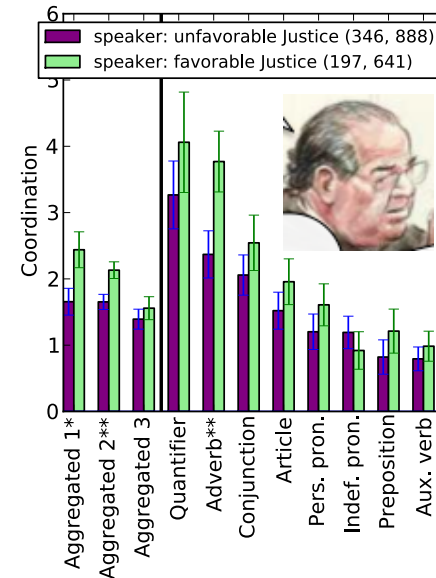 speaker: unfavorable Justice (346, 888)
speaker: favorable Justice (197, 641)
Coordination
6
5
4
3
2
1
0
Aggregated 1*
Aggregated 2**
Aggregated 3
Quantifier
Adverb**
Conjunction
Article
Pers. pron.
Indef. pron.
Preposition
Aux. verb